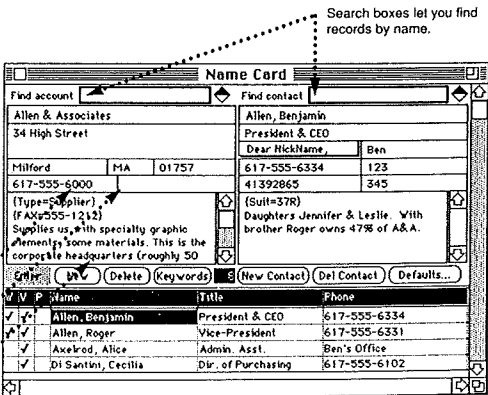 Search boxes let you find
records by name.
Name Card
Find account
Find contact
Allen & Associates
34 High Street
Milford MA 01757
617-555-6000
(Type=Supplier)
(FAX=555-1212)
Supplies us with specialty graphic
elements, some materials. This is the
corporate headquarters (roughly 50
Allen, Benjamin
President & CEO
Dear NickName, Ben
617-555-6334 123
41392865 345
(Suit=37R)
Daughters Jennifer & Leslie. With
brother Roger owns 47% of A&A.
Enter New Delete Keywords New Contact Del Contact Defaults...
V P Name Title Phone
√ √ Allen, Benjamin President & CEO 617-555-6334
√ √ Allen, Roger Vice-President 617-555-6331
√ Axelrod, Alice Admin. Asst. Ben's Office
√ Di Santini, Cecilia Dir. of Purchasing 617-555-6102